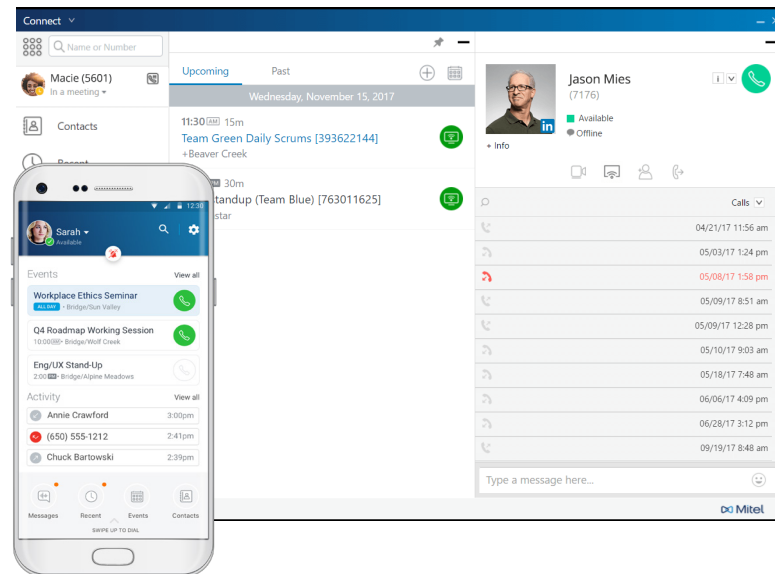 Connect
Name or Number
Macie (5601)
In a meeting
Contacts
Recent
Upcoming
Past
Wednesday, November 15, 2017
11:30 AM 15m
Team Green Daily Scrums [393622144]
+Beaver Creek
30m
(Team Blue) [763011625]
Jason Mies
(7176)
Available
Offline
in
+ Info
i
Calls
04/21/17 11:56 am
05/03/17 1:24 pm
05/08/17 1:58 pm
05/09/17 8:51 am
05/09/17 12:28 pm
05/10/17 9:03 am
05/18/17 7:48 am
06/06/17 4:09 pm
06/28/17 3:12 pm
09/19/17 8:48 am
Type a message here...
Mitel
12:30
Sarah
Available
Events
View all
Workplace Ethics Seminar
ALL DAY • Bridge/Sun Valley
Q4 Roadmap Working Session
10:00 AM • Bridge/Wolf Creek
Eng/UX Stand-Up
2:00 PM • Bridge/Alpine Meadows
Activity
View all
Annie Crawford
3:00pm
(650) 555-1212
2:41pm
Chuck Bartowski
2:39pm
Messages
Recent
Events
Contacts
SWIPE UP TO DIAL